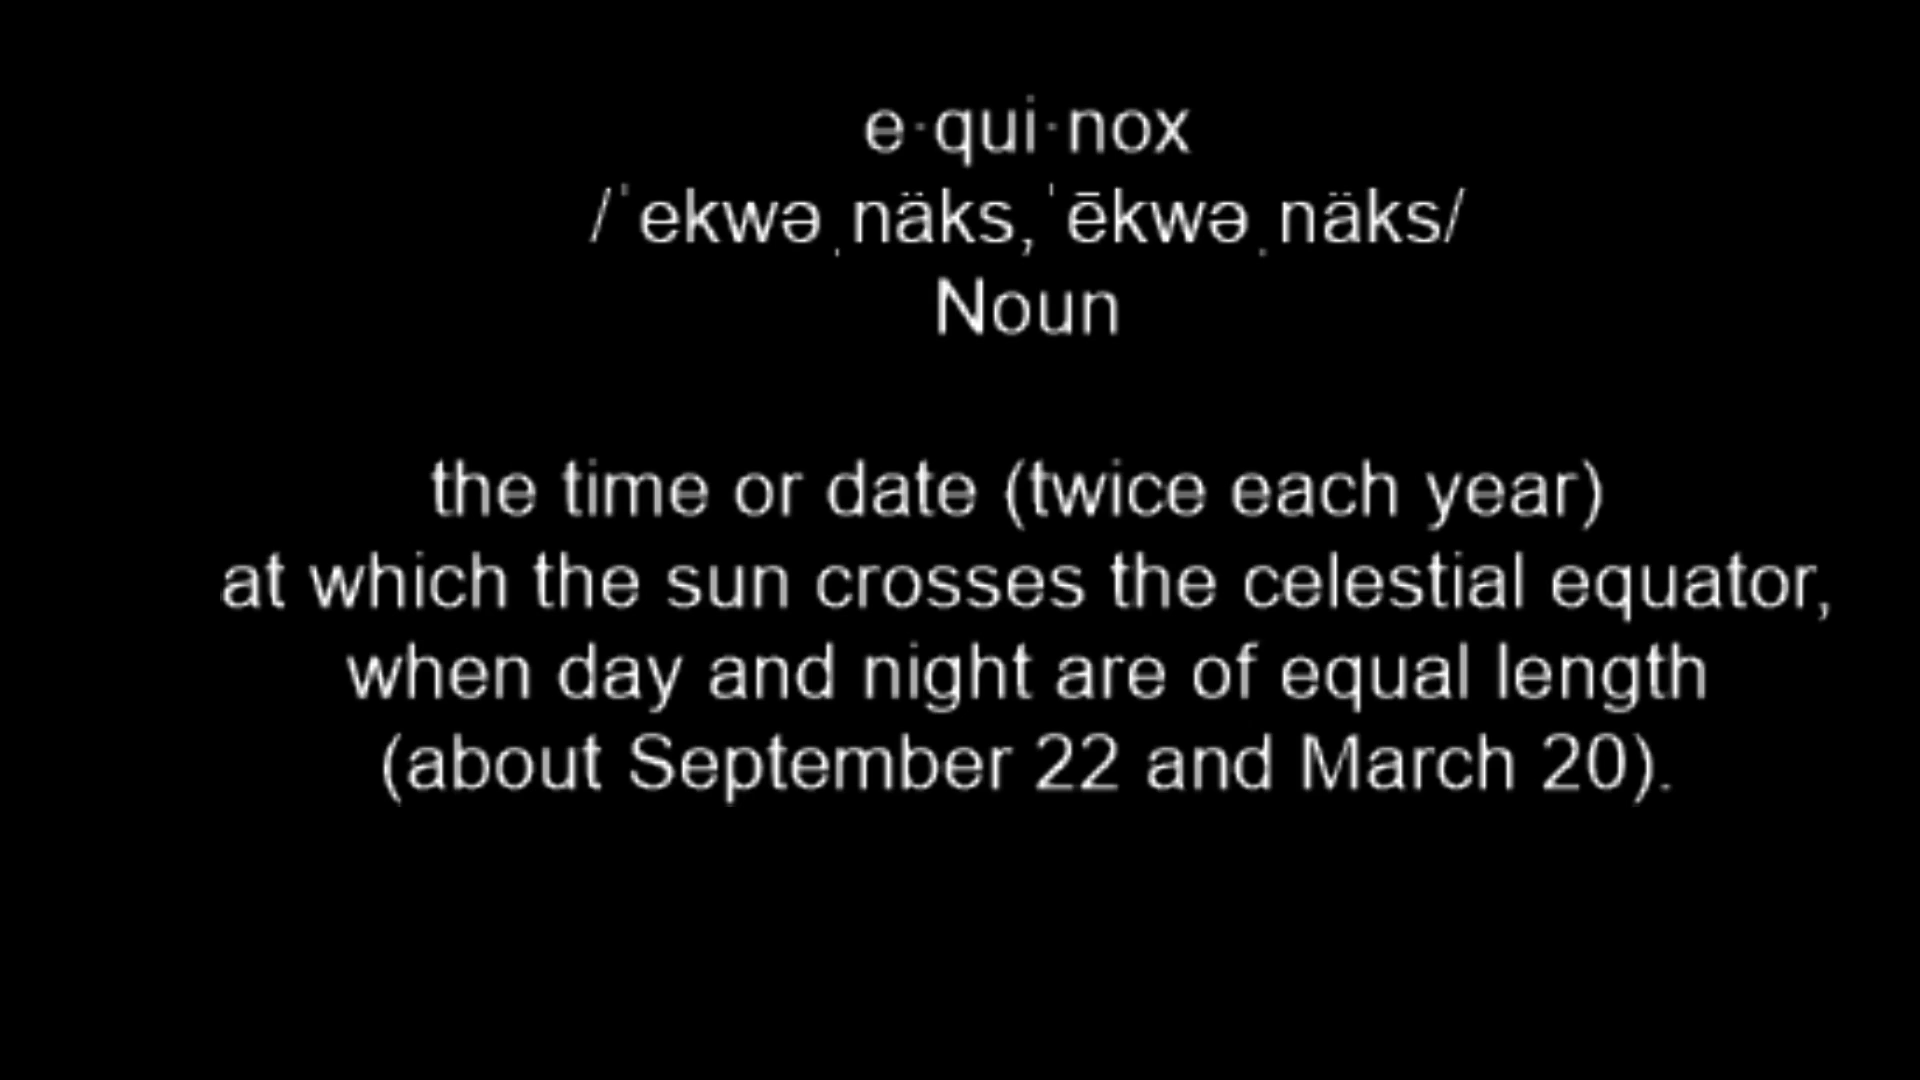 e·qui·nox
/ˈekwəˌnäks,ˈēkwəˌnäks/
Noun
the time or date (twice each year)
at which the sun crosses the celestial equator,
when day and night are of equal length
(about September 22 and March 20).